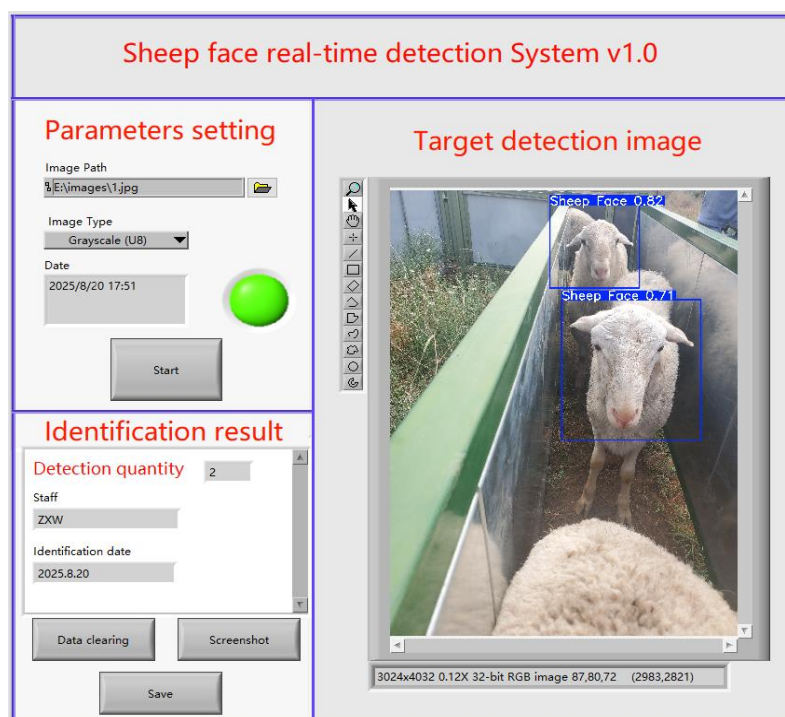 Sheep face real-time detection System v1.0
Parameters setting
Image Path
E:\images\1.jpg
Image Type
Grayscale (U8)
Date
2025/8/20 17:51
Start
Identification result
Detection quantity
2
Staff
ZXW
Identification date
2025.8.20
Data clearing
Screenshot
Save
Target detection image
Sheep Face 0.82
Sheep Face 0.71
3024x4032 0.12X 32-bit RGB image 87,80,72 (2983,2821)